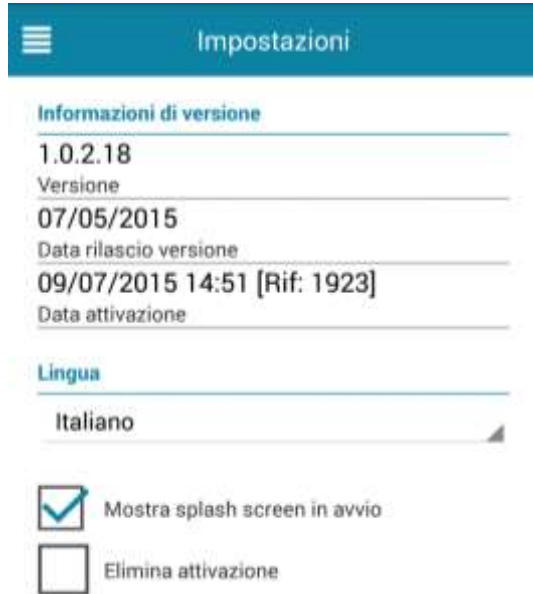 Impostazioni
Informazioni di versione
1.0.2.18
Versione
07/05/2015
Data rilascio versione
09/07/2015 14:51 [Rif: 1923]
Data attivazione
Lingua
Italiano
Mostra splash screen in avvio
Elimina attivazione